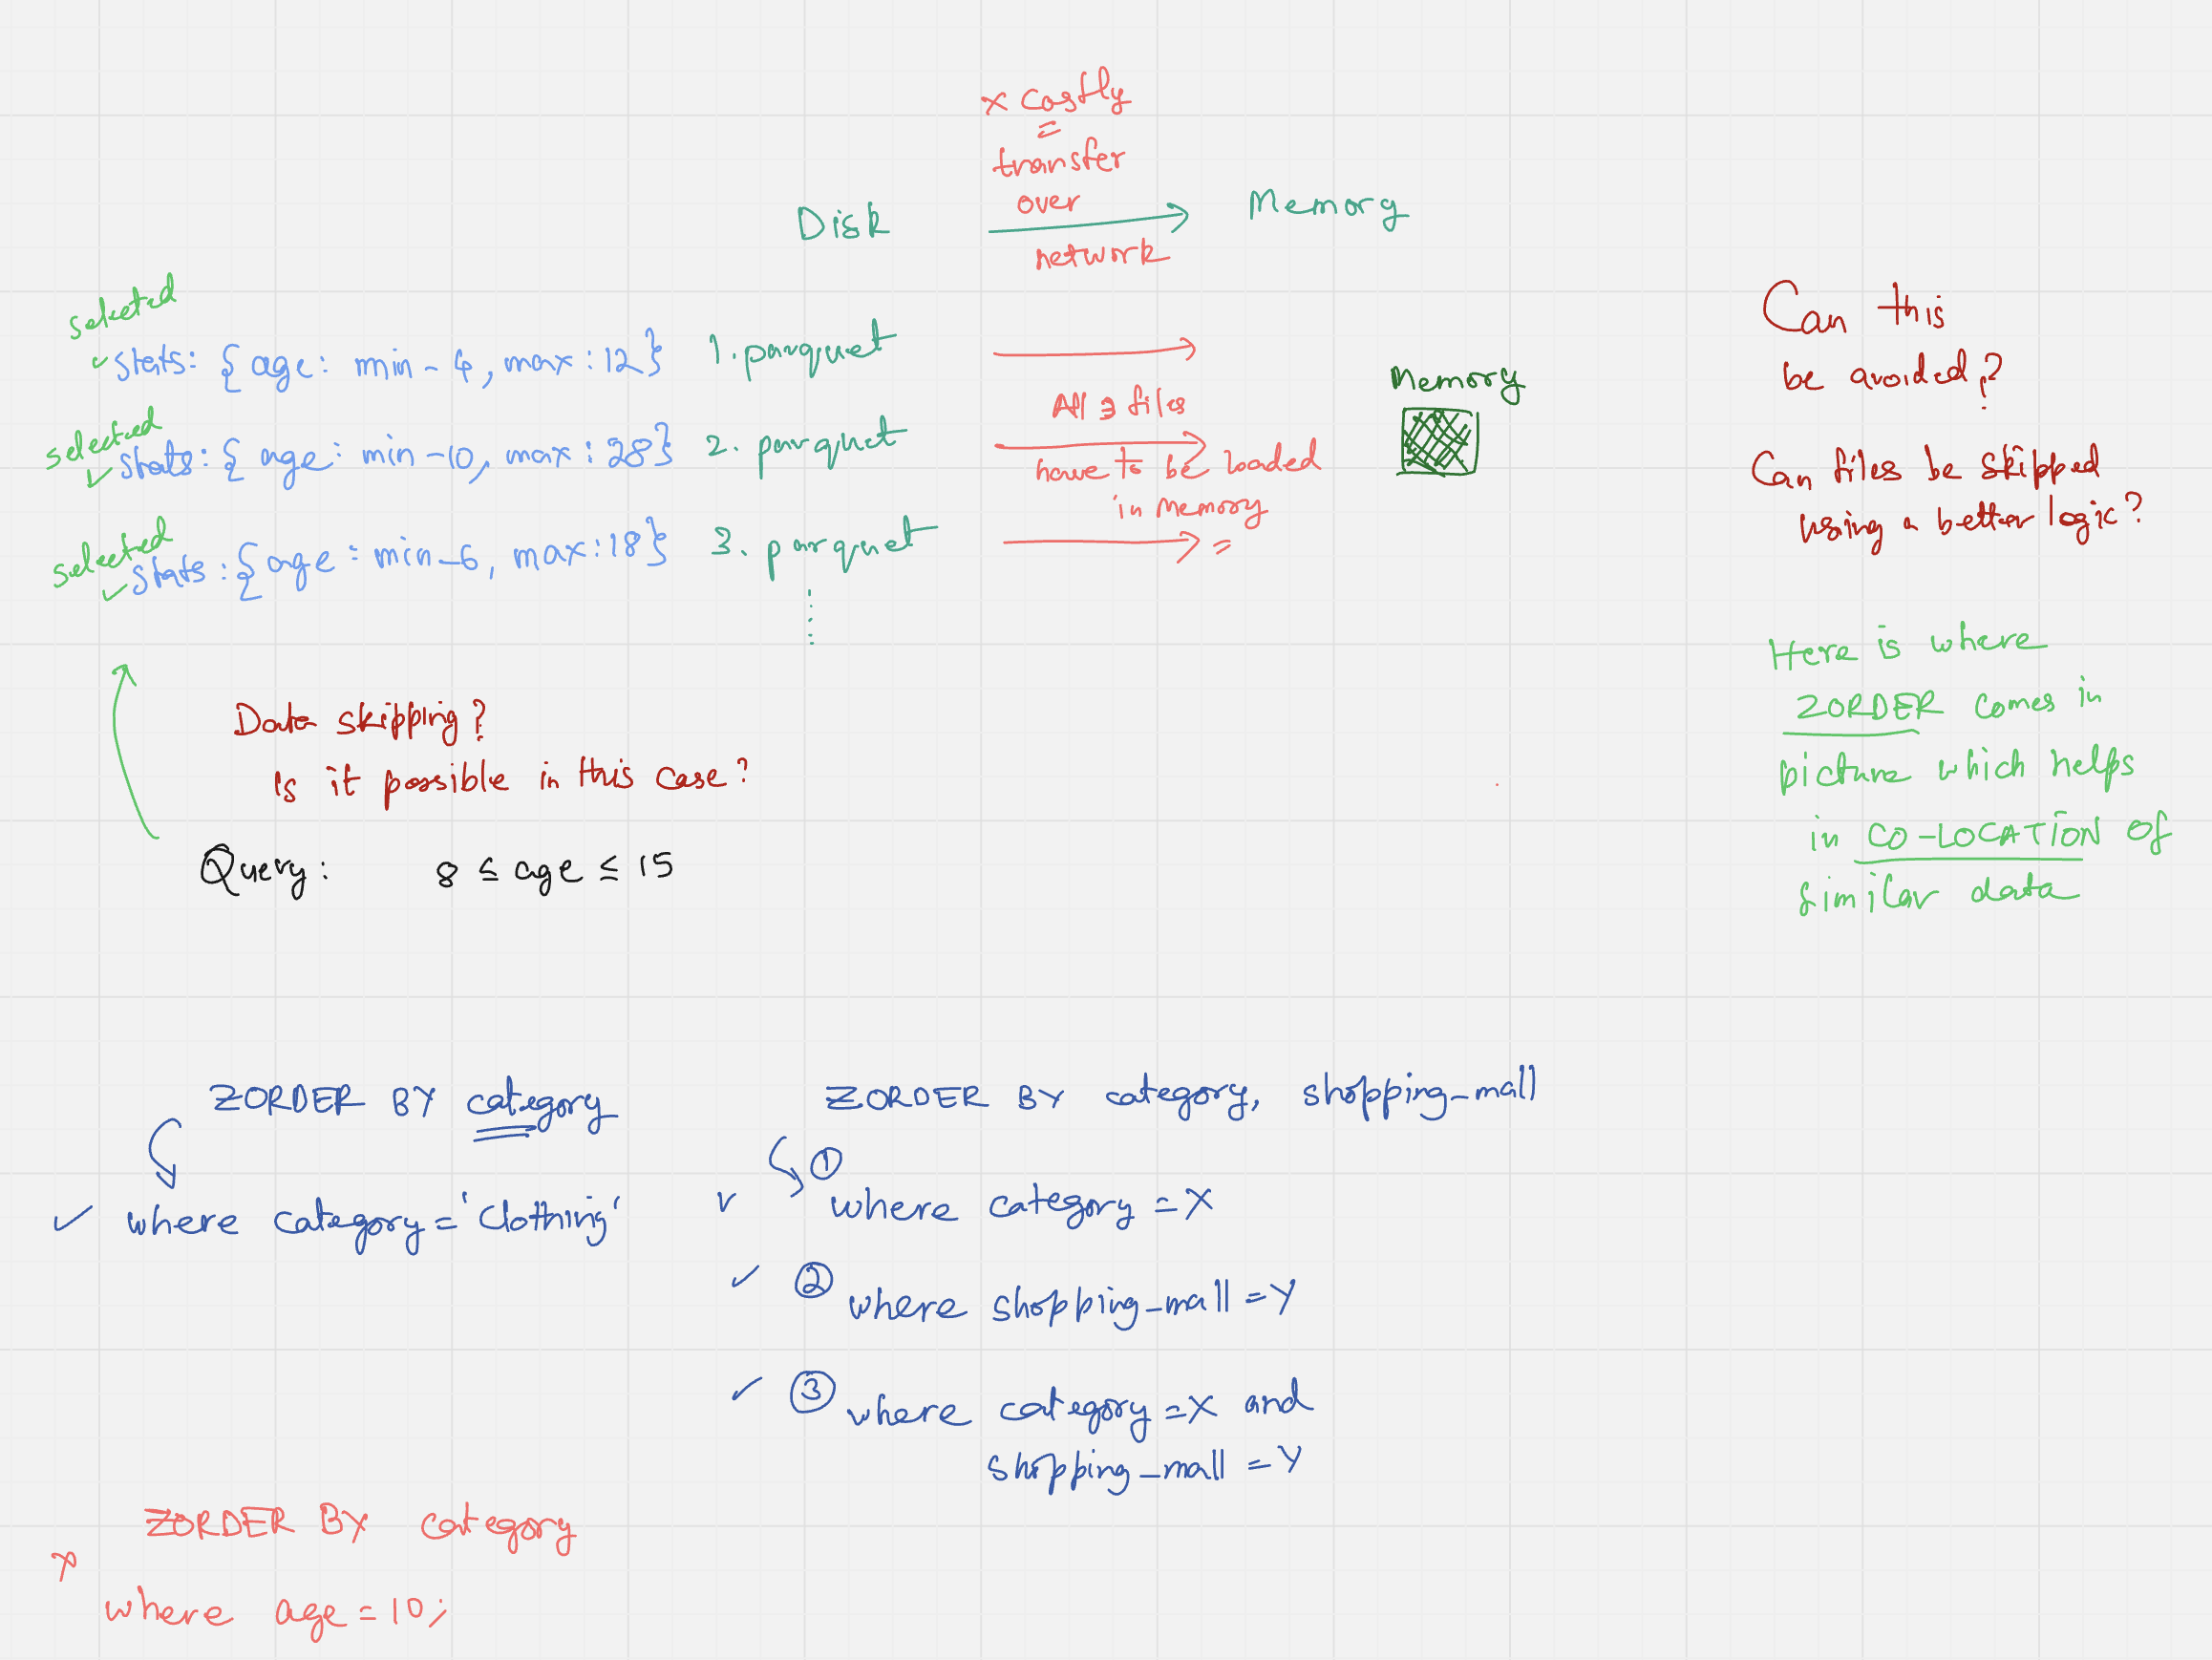 x costly
transfer
over
Disk
Memory
network
selected
stats: { age: min - 4, max : 12}
1. parquet
selected
stats: { age: min -10, max : 28}
2. parquet
selected
stats : { age : min -6, max : 18}
3. parquet
All 3 files
have to be loaded
in memory
Memory
Can this
be avoided?
Can files be skipped
using a better logic?
Here is where
ZORDER comes in
picture which helps
in CO-LOCATION of
similar data
Data skipping?
is it possible in this case?
Query: 8 ≤ age ≤ 15
ZORDER BY category
✓ where category = 'Clothing'
ZORDER BY category, shopping_mall
✓ ① where category = X
✓ ② where shopping_mall = Y
✓ ③ where category = X and
shopping_mall = Y
ZORDER BY category
x
where age = 10;